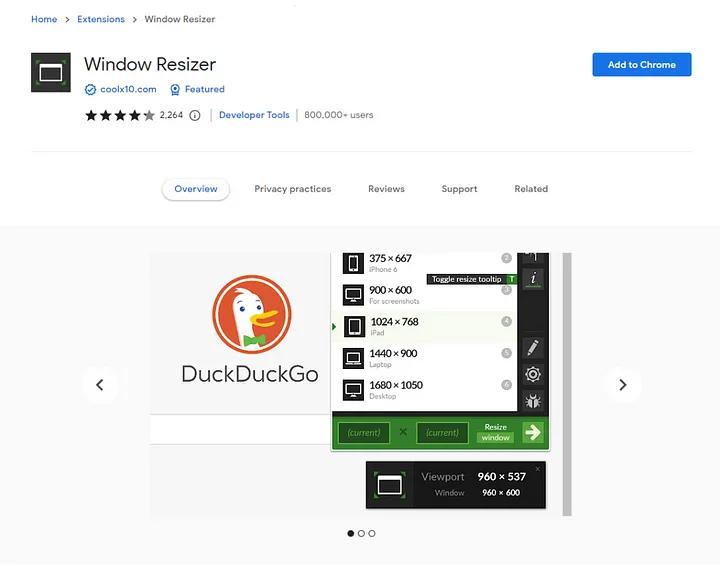 Home > Extensions > Window Resizer
Window Resizer
Add to Chrome
coolx10.com Featured
2,264 Developer Tools 800,000+ users
Overview Privacy practices Reviews Support Related
375 × 667 2
iPhone 6
Toggle resize tooltip T
900 × 600 3
For screenshots
1024 × 768 4
iPad
1440 × 900 5
Laptop
1680 × 1050 6
Desktop
DuckDuckGo
(current) × (current) Resize window
Viewport 960 × 537 ×
Window 960 × 600